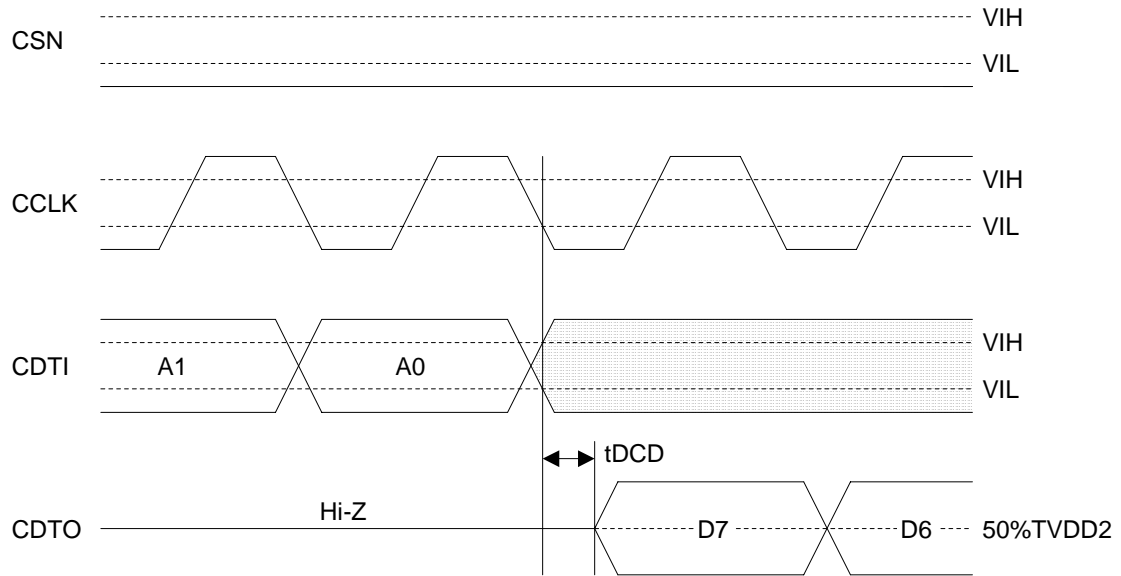 CSN
VIH
VIL
CCLK
VIH
VIL
CDTI
A1
A0
VIH
VIL
tDCD
CDTO
Hi-Z
D7
D6
50%TVDD2